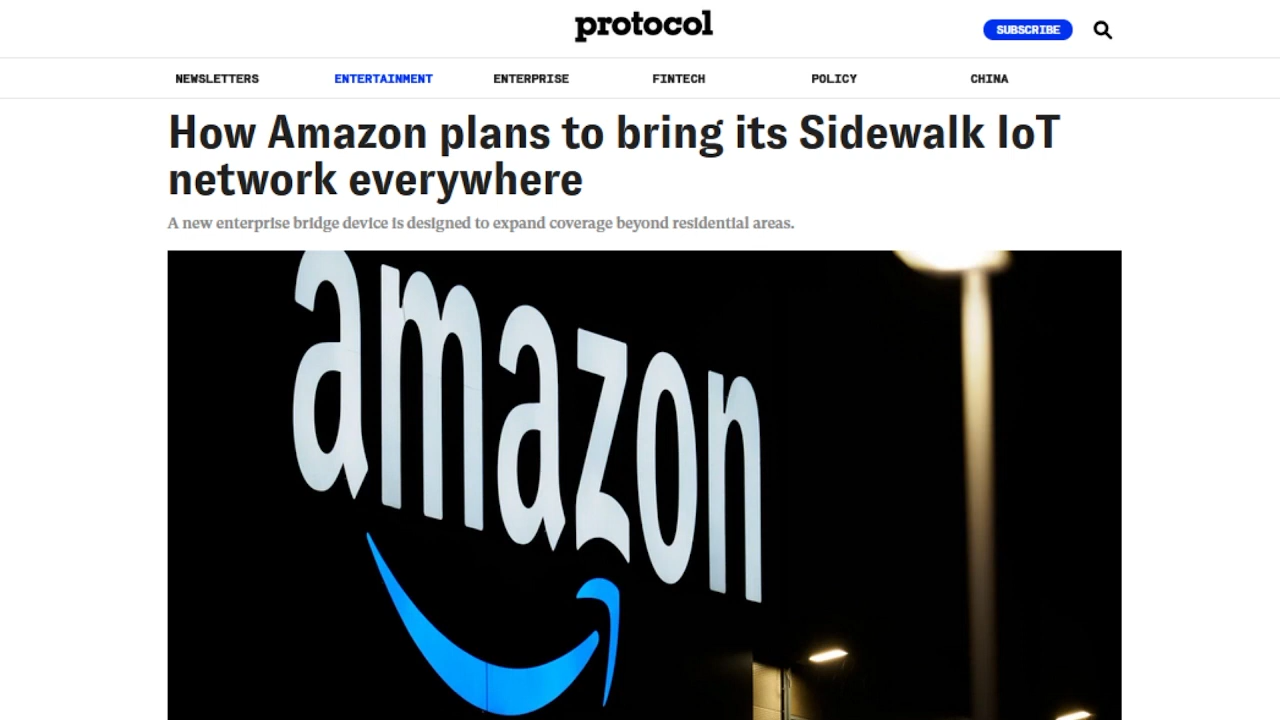 protocol
SUBSCRIBE
NEWSLETTERS
ENTERTAINMENT
ENTERPRISE
FINTECH
POLICY
CHINA
How Amazon plans to bring its Sidewalk IoT
network everywhere
A new enterprise bridge device is designed to expand coverage beyond residential areas.
amazon